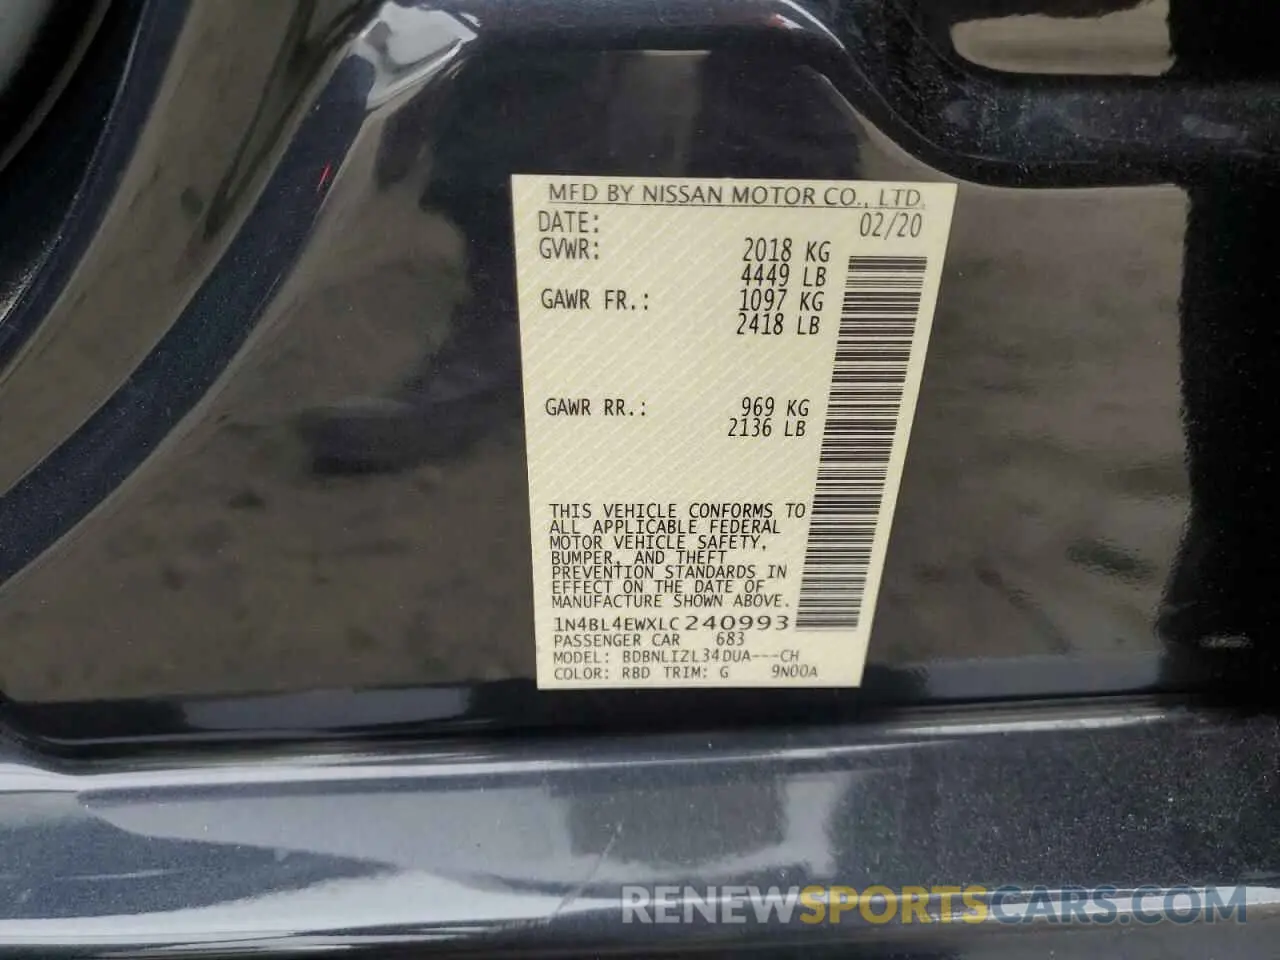 MFD BY NISSAN MOTOR CO., LTD.
DATE: 02/20
GVWR: 2018 KG
4449 LB
GAWR FR.: 1097 KG
2418 LB
GAWR RR.: 969 KG
2136 LB
THIS VEHICLE CONFORMS TO
ALL APPLICABLE FEDERAL
MOTOR VEHICLE SAFETY,
BUMPER, AND THEFT
PREVENTION STANDARDS IN
EFFECT ON THE DATE OF
MANUFACTURE SHOWN ABOVE.
1N4BL4EWXLC240993
PASSENGER CAR 683
MODEL: BDBNLIZL34DUA---CH
COLOR: RBD TRIM: G 9N00A
RENEWSPORTSCARS.COM